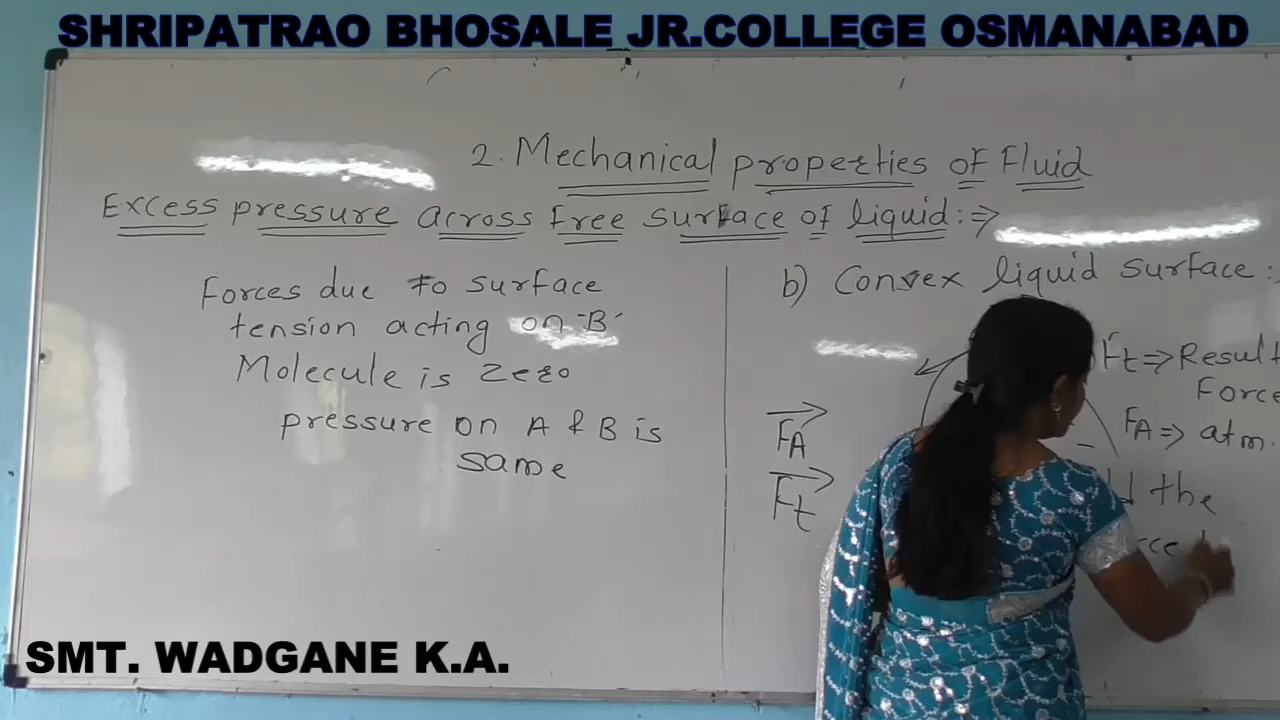 SHRIPATRAO BHOSALE JR.COLLEGE OSMANABAD
2. Mechanical properties of Fluid
Excess pressure across free surface of liquid :⇒
Forces due to surface
tension acting on 'B'
Molecule is zero
pressure on A & B is
same
b) Convex liquid surface :
Ft ⇒ Result
Force
FA ⇒ atm.
FA
Ft
the
SMT. WADGANE K.A.